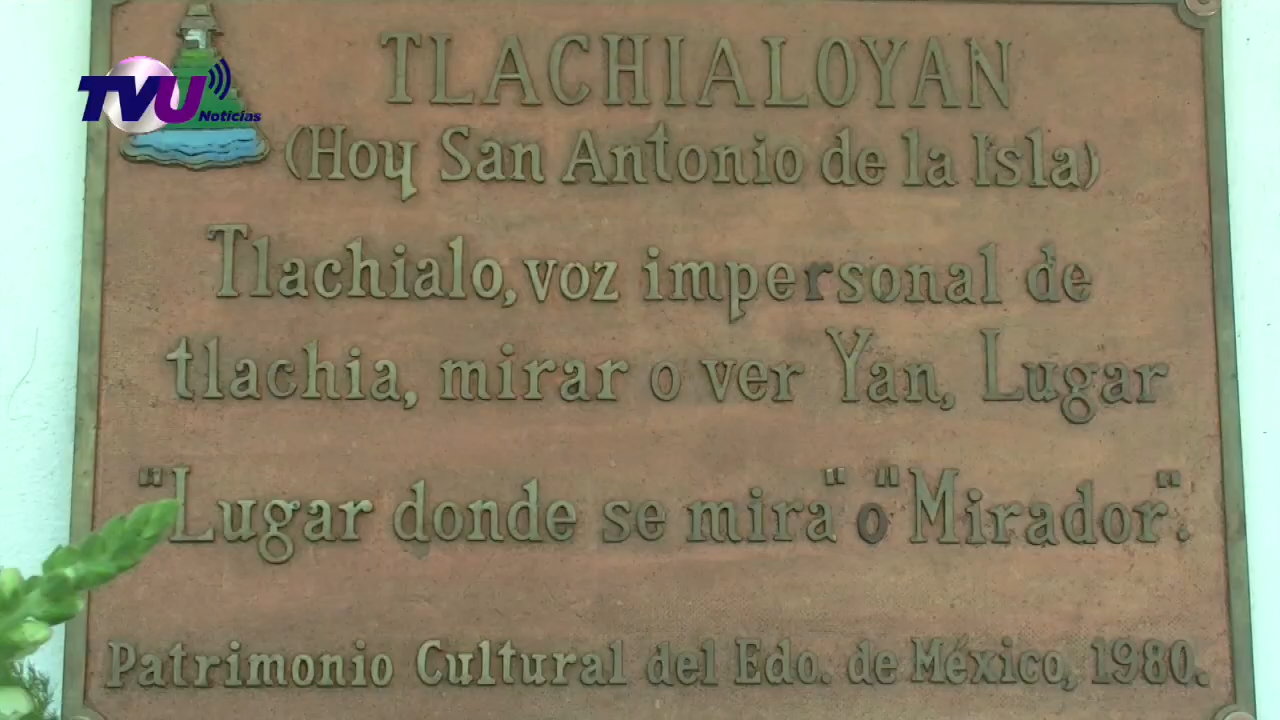 TVU
Noticias
TLACHIALOYAN
(Hoy San Antonio de la Isla)
Tlachialo, voz impersonal de
tlachia, mirar o ver Yan, Lugar
"Lugar donde se mira" o "Mirador".
Patrimonio Cultural del Edo. de México, 1980.